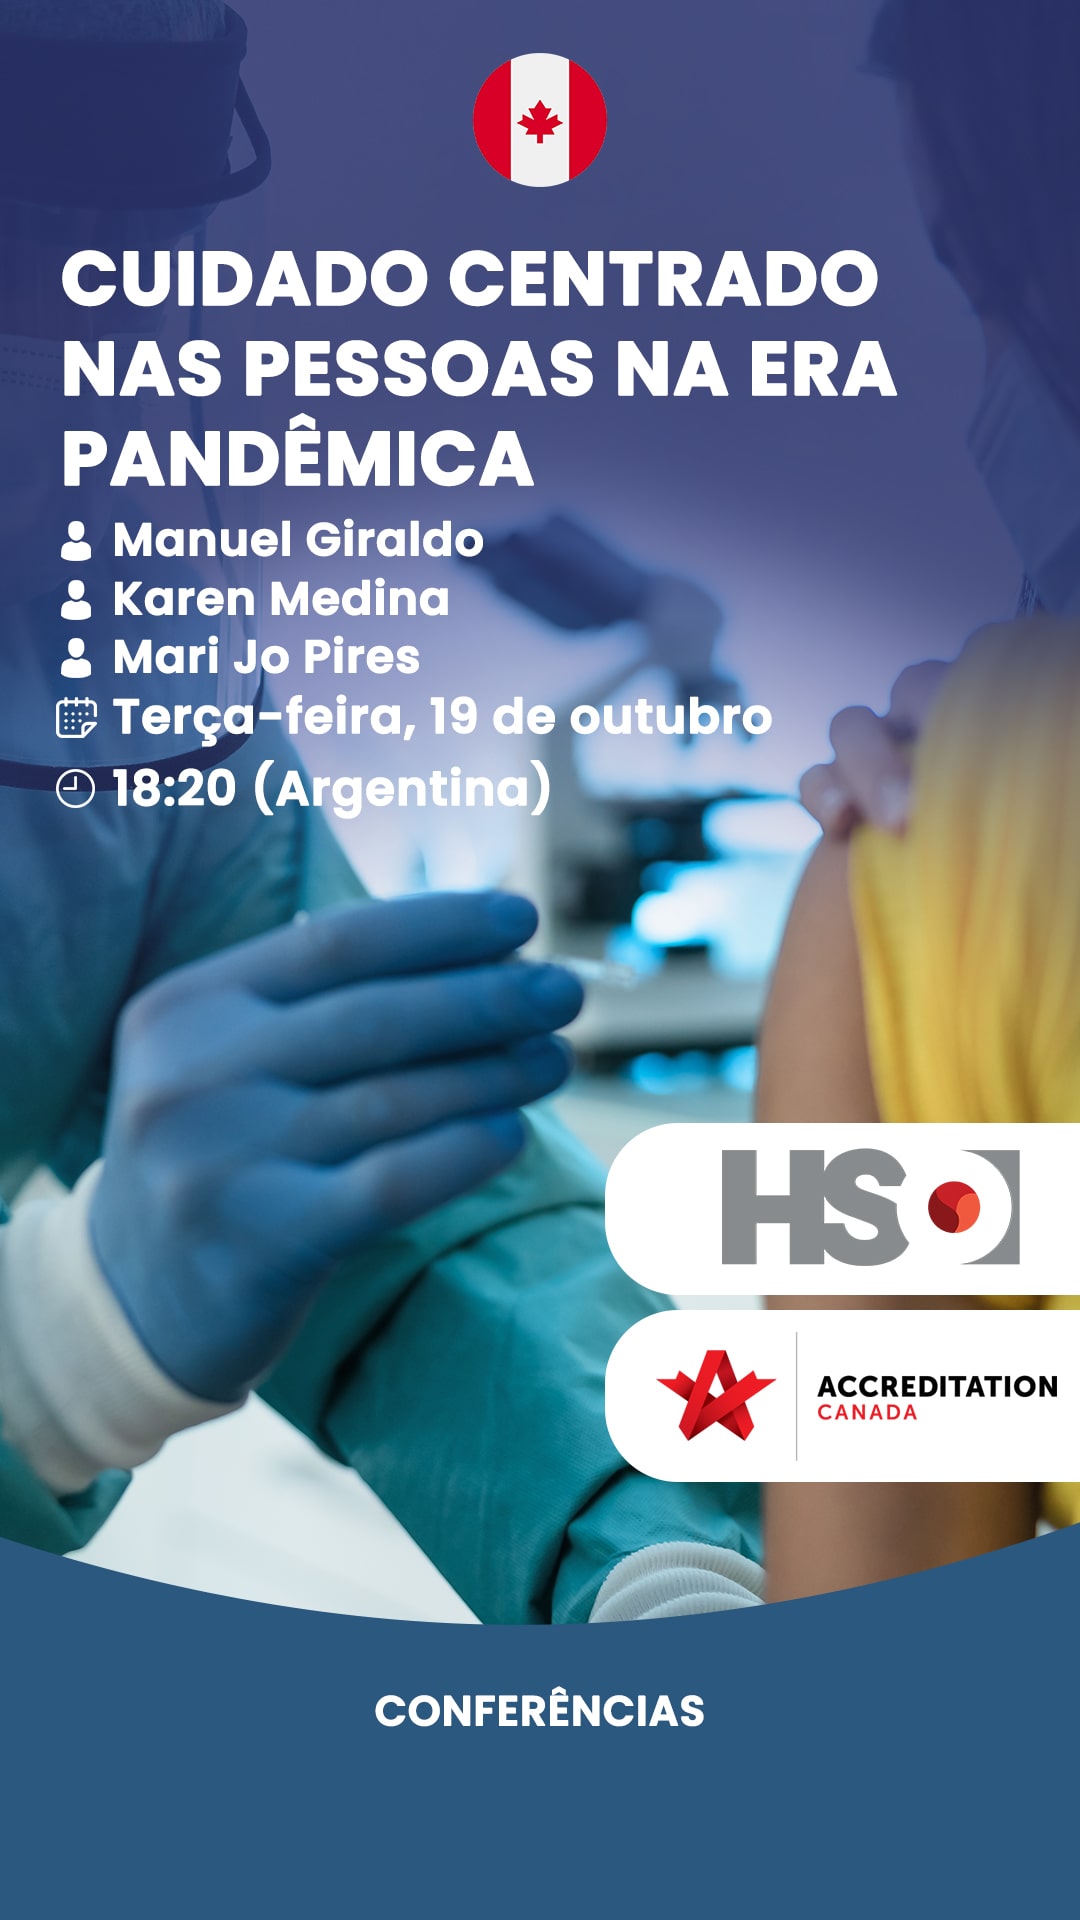 CUIDADO CENTRADO
NAS PESSOAS NA ERA
PANDÊMICA
Manuel Giraldo
Karen Medina
Mari Jo Pires
Terça-feira, 19 de outubro
18:20 (Argentina)
HSO
ACCREDITATION
CANADA
CONFERÊNCIAS